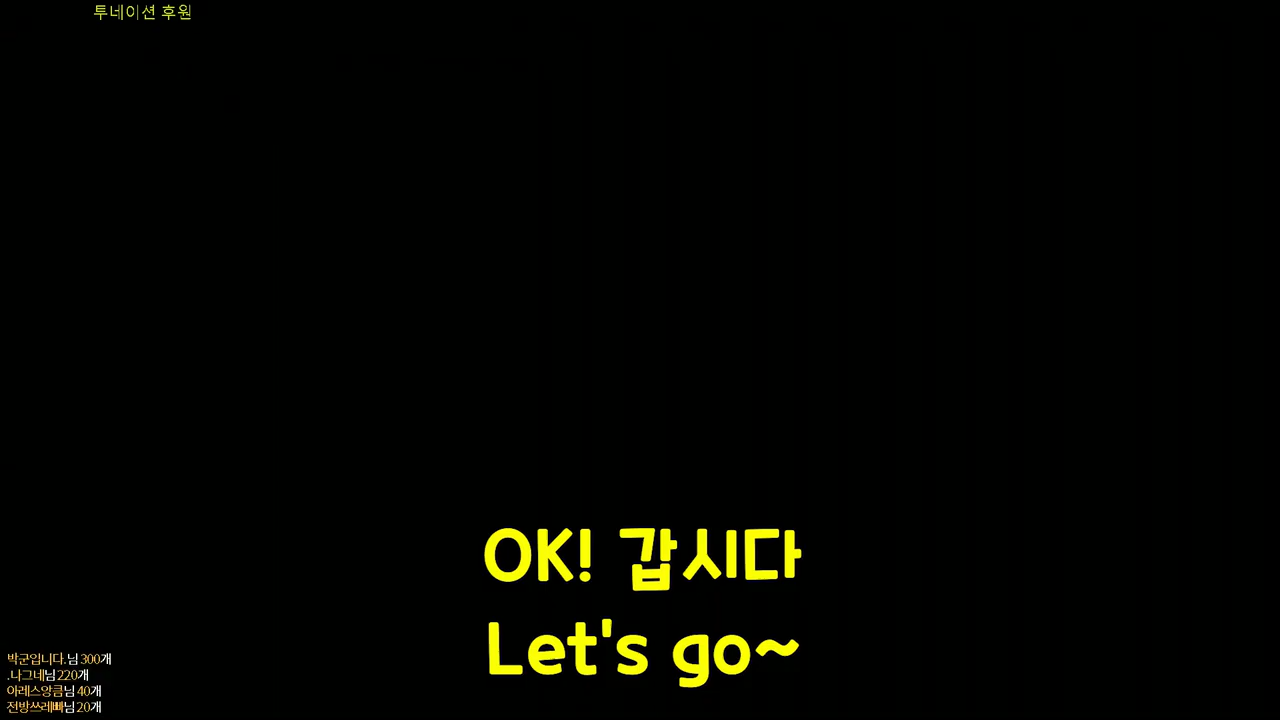 투네이션 후원
OK! 갑시다
Let's go~
박군입니다.님 300개
.나그네님 220개
아레스앙큼님 40개
전방쓰레빠님 20개